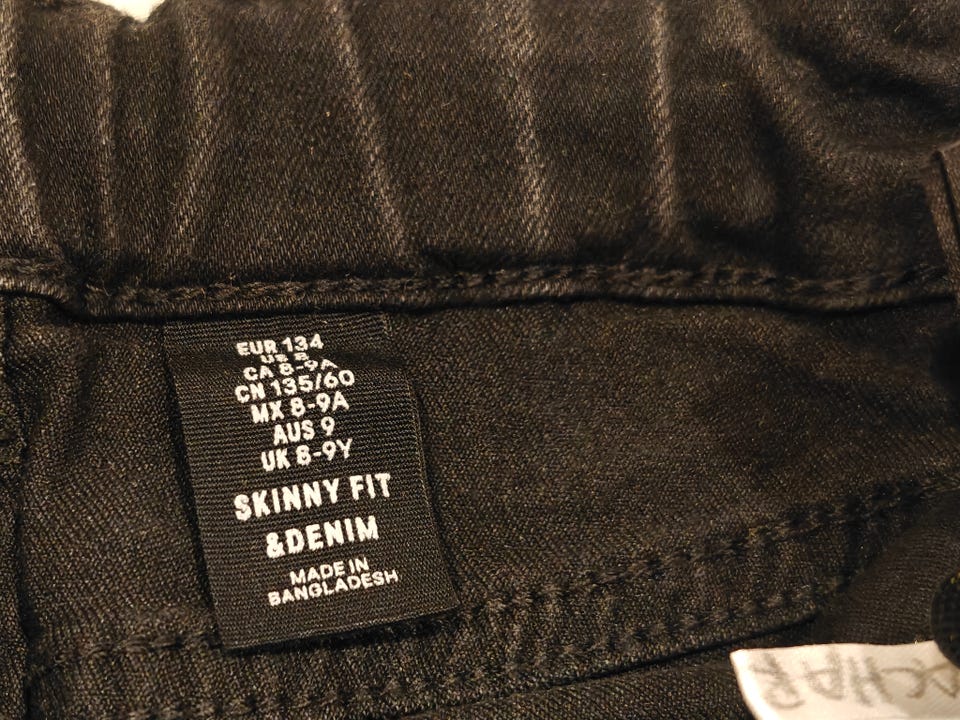 EUR 134
US 8
CA 8-9A
CN 135/60
MX 8-9A
AUS 9
UK 8-9Y
SKINNY FIT
&DENIM
MADE IN
BANGLADESH